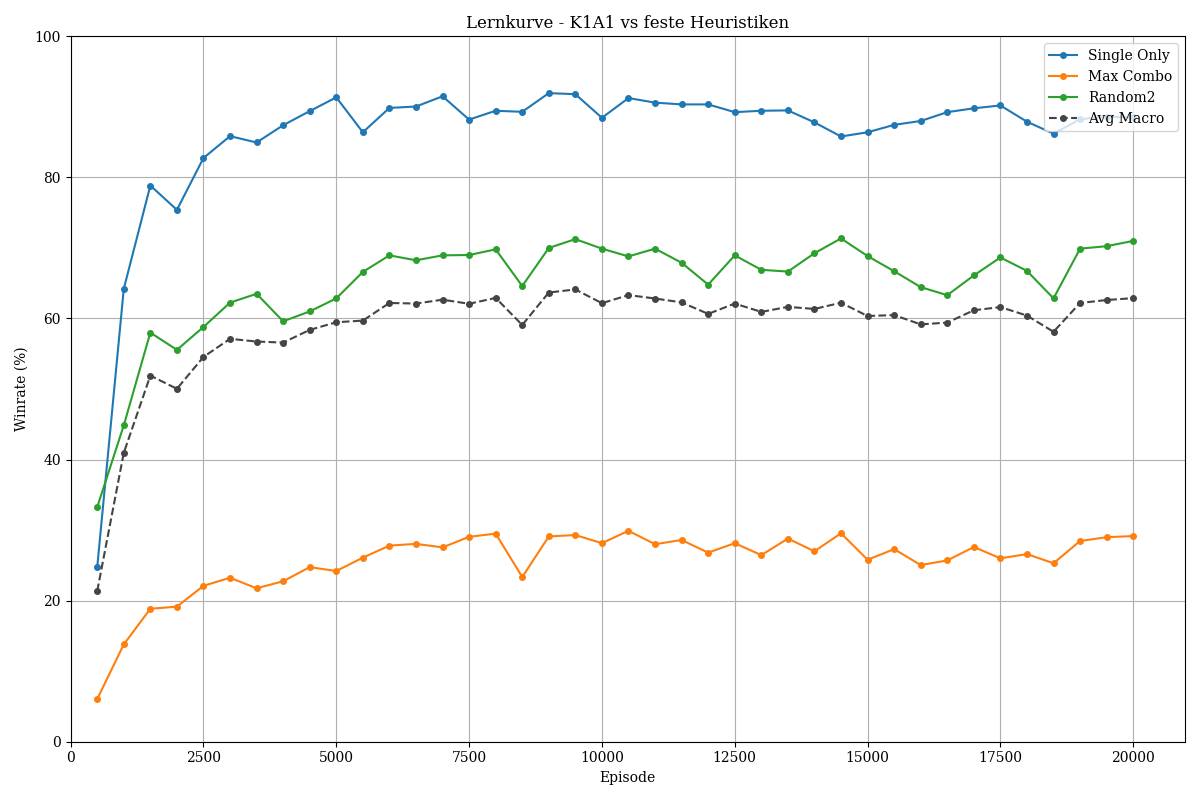 Lernkurve - K1A1 vs feste Heuristiken
Single Only
Max Combo
Random2
Avg Macro
Winrate (%)
100
80
60
40
20
0
0 2500 5000 7500 10000 12500 15000 17500 20000
Episode